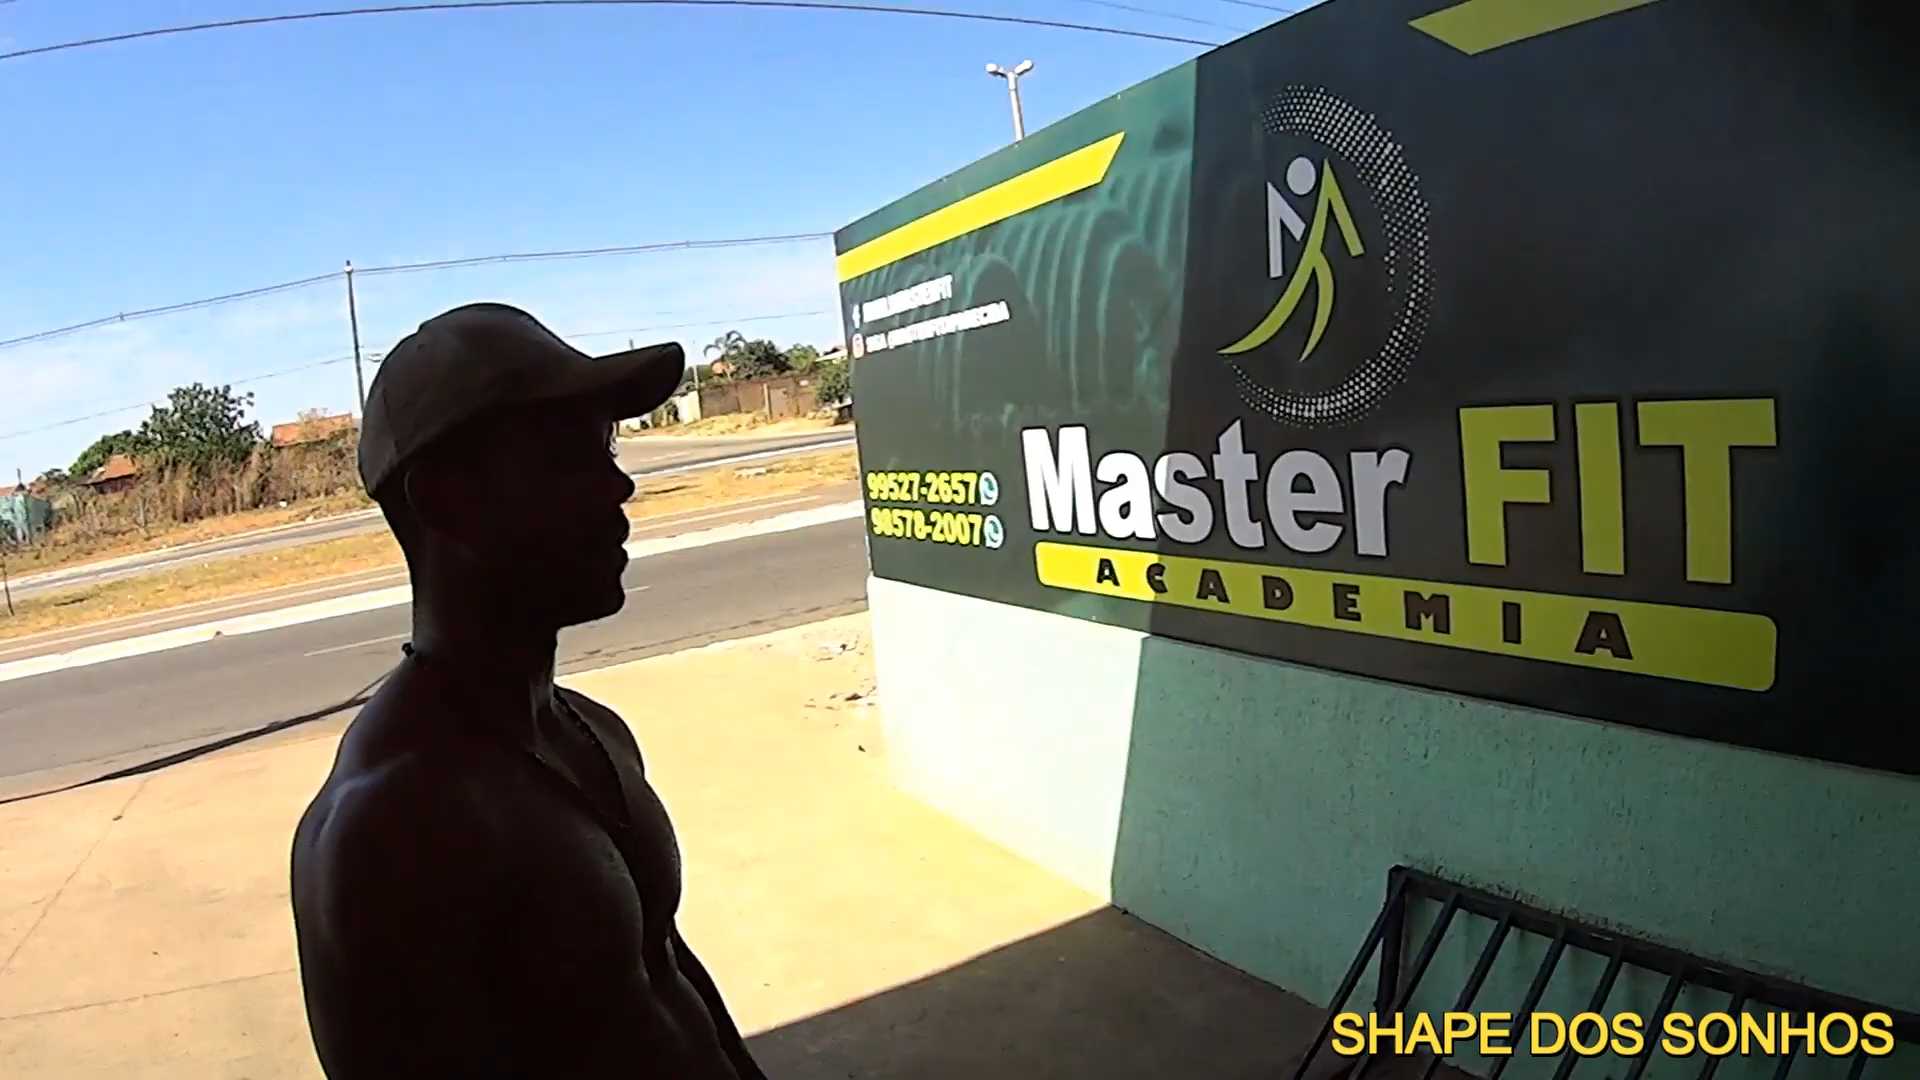 99527-2657
98578-2007
Master FIT
ACADEMIA
SHAPE DOS SONHOS